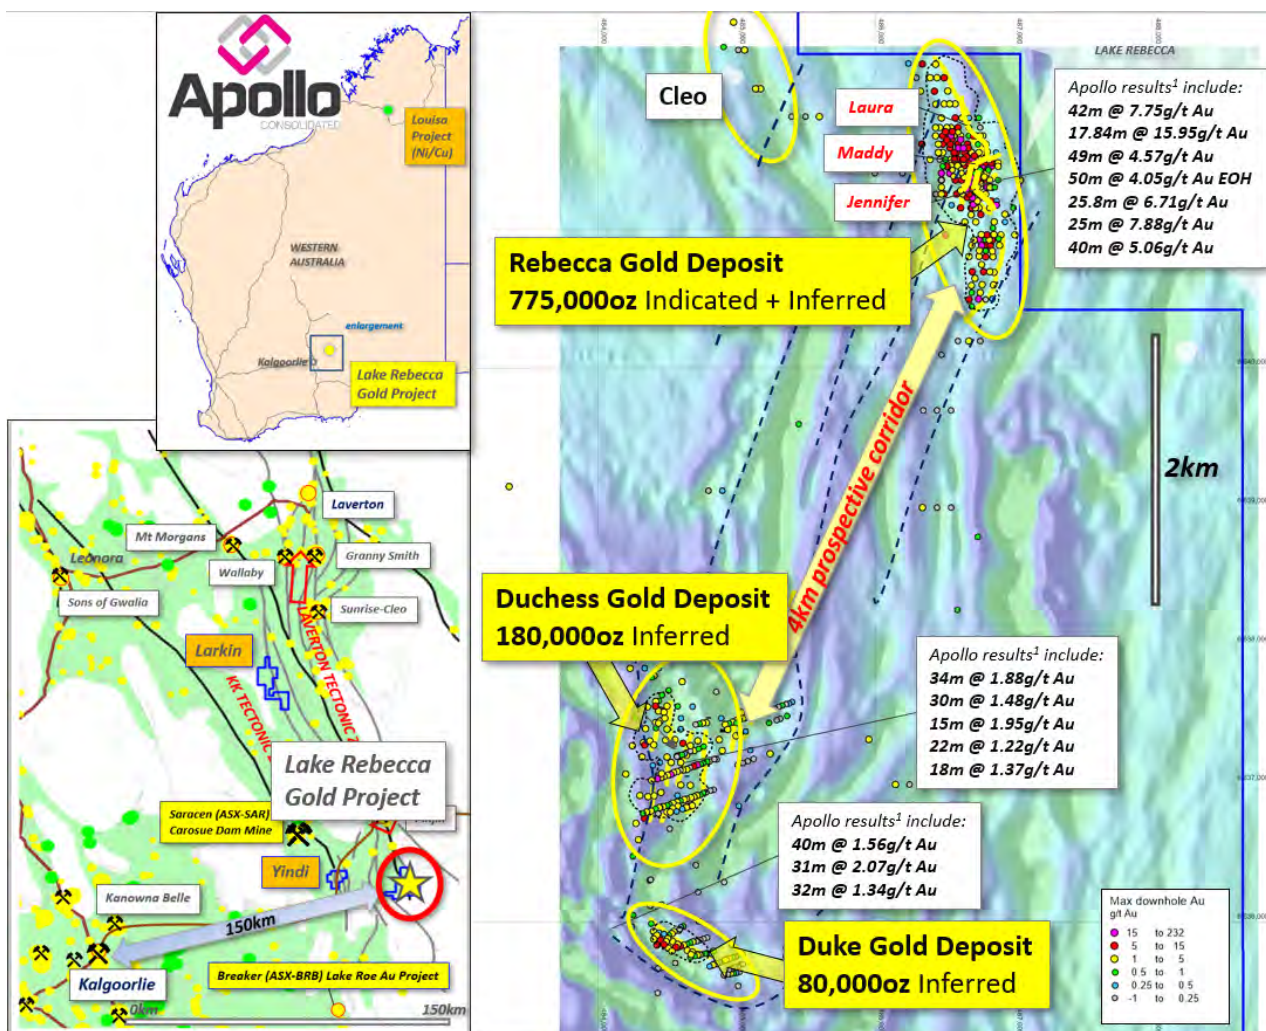 Apollo
CONSOLIDATED
Louisa
Project
(Ni/Cu)
WESTERN
AUSTRALIA
enlargement
Kalgoorlie
Lake Rebecca
Gold Project
Laverton
Mt Morgans
Leonora
Wallaby
Granny Smith
Sons of Gwalia
Sunrise-Cleo
Larkin
LAVERTON TECTONIC
KK TECTONIC
Lake Rebecca
Gold Project
Saracen (ASX-SAR)
Carosue Dam Mine
Yindi
Kanowna Belle
150km
Kalgoorlie
Breaker (ASX-BRB) Lake Roe Au Project
0km
150km
LAKE REBECCA
Cleo
Laura
Maddy
Jennifer
Apollo results1 include:
42m @ 7.75g/t Au
17.84m @ 15.95g/t Au
49m @ 4.57g/t Au
50m @ 4.05g/t Au EOH
25.8m @ 6.71g/t Au
25m @ 7.88g/t Au
40m @ 5.06g/t Au
Rebecca Gold Deposit
775,000oz Indicated + Inferred
2km
4km prospective corridor
Duchess Gold Deposit
180,000oz Inferred
Apollo results1 include:
34m @ 1.88g/t Au
30m @ 1.48g/t Au
15m @ 1.95g/t Au
22m @ 1.22g/t Au
18m @ 1.37g/t Au
Apollo results1 include:
40m @ 1.56g/t Au
31m @ 2.07g/t Au
32m @ 1.34g/t Au
Duke Gold Deposit
80,000oz Inferred
Max downhole Au
g/t Au
15 to 232
5 to 15
1 to 5
0.5 to 1
0.25 to 0.5
-1 to 0.25